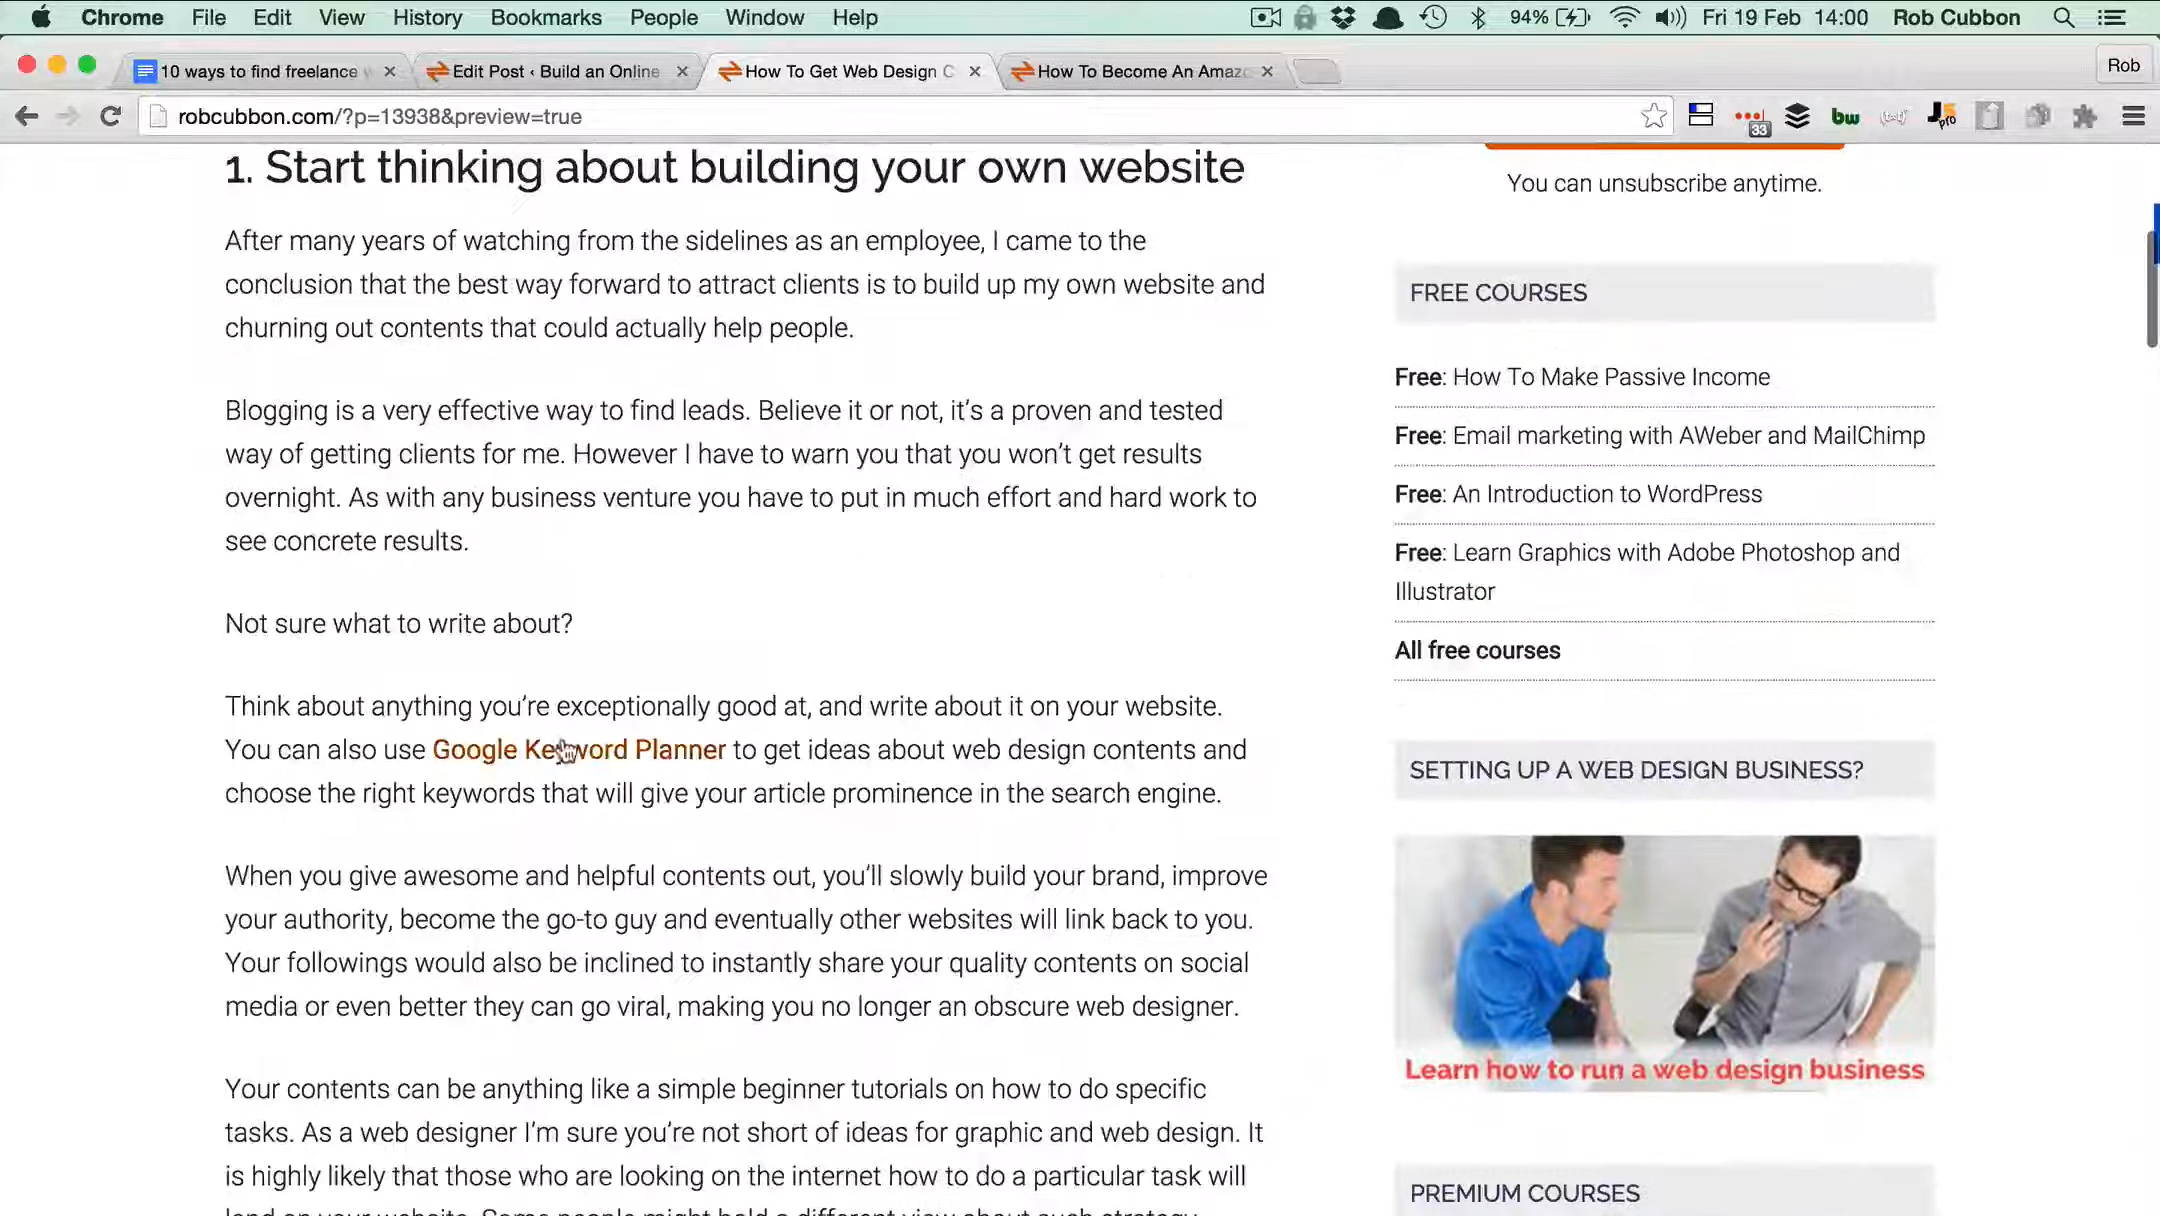 Chrome File Edit View History Bookmarks People Window Help 94% Fri 19 Feb 14:00 Rob Cubbon
10 ways to find freelance
Edit Post ‹ Build an Online
How To Get Web Design C
How To Become An Amaz
Rob
robcubbon.com/?p=13938&preview=true
33
bw
pro
1. Start thinking about building your own website
After many years of watching from the sidelines as an employee, I came to the
conclusion that the best way forward to attract clients is to build up my own website and
churning out contents that could actually help people.
Blogging is a very effective way to find leads. Believe it or not, it's a proven and tested
way of getting clients for me. However I have to warn you that you won't get results
overnight. As with any business venture you have to put in much effort and hard work to
see concrete results.
Not sure what to write about?
Think about anything you're exceptionally good at, and write about it on your website.
You can also use Google Keyword Planner to get ideas about web design contents and
choose the right keywords that will give your article prominence in the search engine.
When you give awesome and helpful contents out, you'll slowly build your brand, improve
your authority, become the go-to guy and eventually other websites will link back to you.
Your followings would also be inclined to instantly share your quality contents on social
media or even better they can go viral, making you no longer an obscure web designer.
Your contents can be anything like a simple beginner tutorials on how to do specific
tasks. As a web designer I'm sure you're not short of ideas for graphic and web design. It
is highly likely that those who are looking on the internet how to do a particular task will
land on your website. Some people might hold a different view about such strategy
You can unsubscribe anytime.
FREE COURSES
Free: How To Make Passive Income
Free: Email marketing with AWeber and MailChimp
Free: An Introduction to WordPress
Free: Learn Graphics with Adobe Photoshop and
Illustrator
All free courses
SETTING UP A WEB DESIGN BUSINESS?
Learn how to run a web design business
PREMIUM COURSES